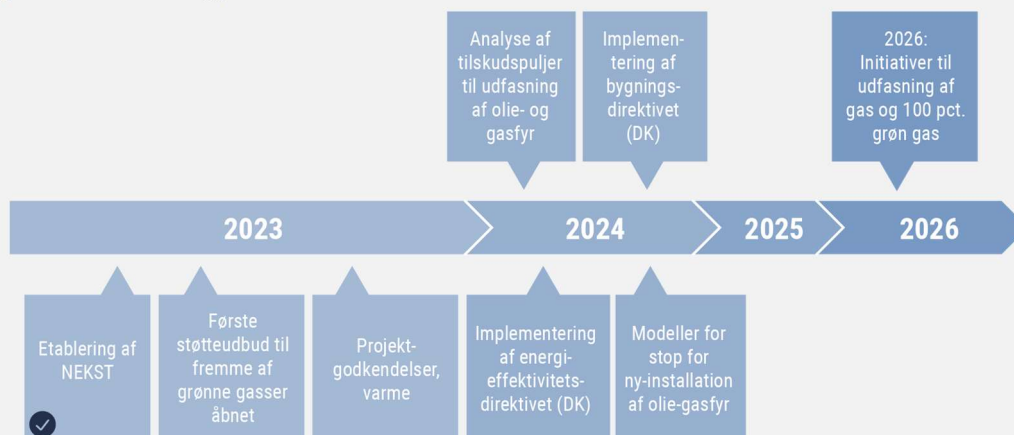 Analyse af
tilskudspuljer
til udfasning
af olie- og
gasfyr
Implemen-
tering af
bygnings-
direktivet
(DK)
2026:
Initiativer til
udfasning af
gas og 100 pct.
grøn gas
2023
2024
2025
2026
Etablering af
NEKST
Første
støtteudbud til
fremme af
grønne gasser
åbnet
Projekt-
godkendelser,
varme
Implementering
af energi-
effektivitets-
direktivet (DK)
Modeller for
stop for
ny-installation
af olie-gasfyr